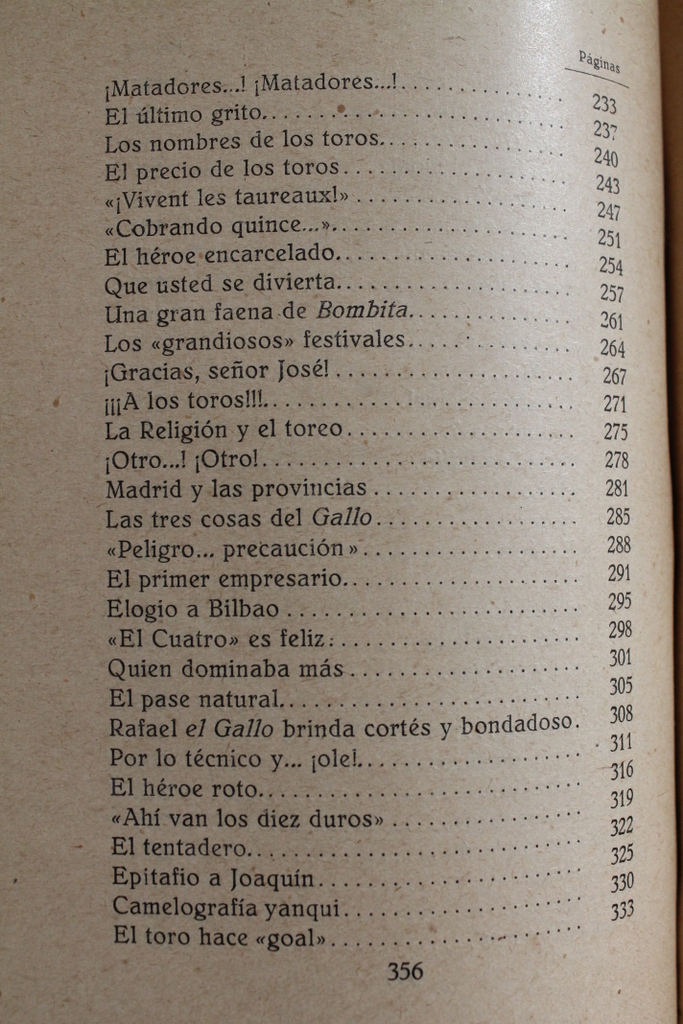 Páginas
¡Matadores...! ¡Matadores...!. . . . . . . . . . . . 233
El último grito. . . . . . . . . . . . . . . . . . . . . . . . 237
Los nombres de los toros. . . . . . . . . . . . . . . 240
El precio de los toros . . . . . . . . . . . . . . . . . . 243
«¡Vivent les taureaux!» . . . . . . . . . . . . . . . . . 247
«Cobrando quince...». . . . . . . . . . . . . . . . . . . 251
El héroe encarcelado. . . . . . . . . . . . . . . . . . . 254
Que usted se divierta. . . . . . . . . . . . . . . . . . . 257
Una gran faena de Bombita. . . . . . . . . . . . . . 261
Los «grandiosos» festivales. . . . . . . . . . . . . . 264
¡Gracias, señor José! . . . . . . . . . . . . . . . . . . . 267
¡¡¡A los toros!!!. . . . . . . . . . . . . . . . . . . . . . . . 271
La Religión y el toreo . . . . . . . . . . . . . . . . . . 275
¡Otro...! ¡Otro!. . . . . . . . . . . . . . . . . . . . . . . . 278
Madrid y las provincias . . . . . . . . . . . . . . . . 281
Las tres cosas del Gallo . . . . . . . . . . . . . . . . 285
«Peligro... precaución» . . . . . . . . . . . . . . . . . 288
El primer empresario. . . . . . . . . . . . . . . . . . . 291
Elogio a Bilbao . . . . . . . . . . . . . . . . . . . . . . . 295
«El Cuatro» es feliz. . . . . . . . . . . . . . . . . . . . 298
Quien dominaba más . . . . . . . . . . . . . . . . . . 301
El pase natural. . . . . . . . . . . . . . . . . . . . . . . . 305
Rafael el Gallo brinda cortés y bondadoso. . 308
Por lo técnico y... ¡ole!. . . . . . . . . . . . . . . . . . 311
El héroe roto. . . . . . . . . . . . . . . . . . . . . . . . . 316
«Ahí van los diez duros» . . . . . . . . . . . . . . . 319
El tentadero. . . . . . . . . . . . . . . . . . . . . . . . . . 322
Epitafio a Joaquín. . . . . . . . . . . . . . . . . . . . . 325
Camelografía yanqui . . . . . . . . . . . . . . . . . . . 330
El toro hace «goal» . . . . . . . . . . . . . . . . . . . . 333
356